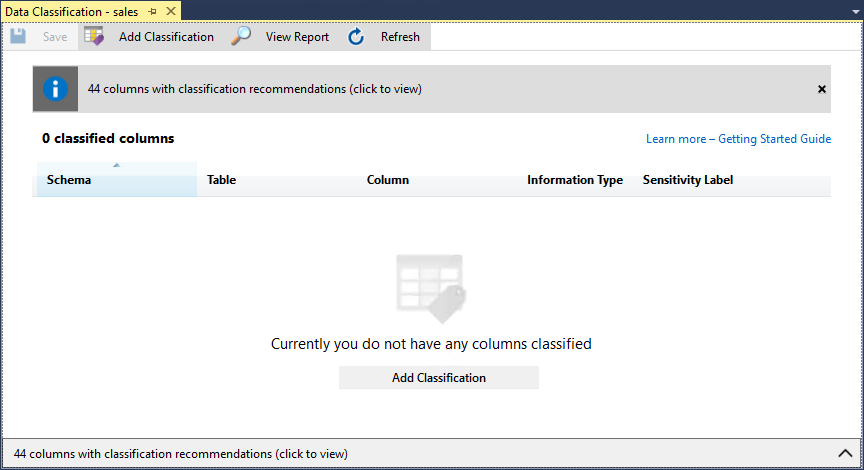 Data Classification - sales
Save Add Classification View Report Refresh
44 columns with classification recommendations (click to view)
0 classified columns Learn more – Getting Started Guide
Schema Table Column Information Type Sensitivity Label
Currently you do not have any columns classified
Add Classification
44 columns with classification recommendations (click to view)